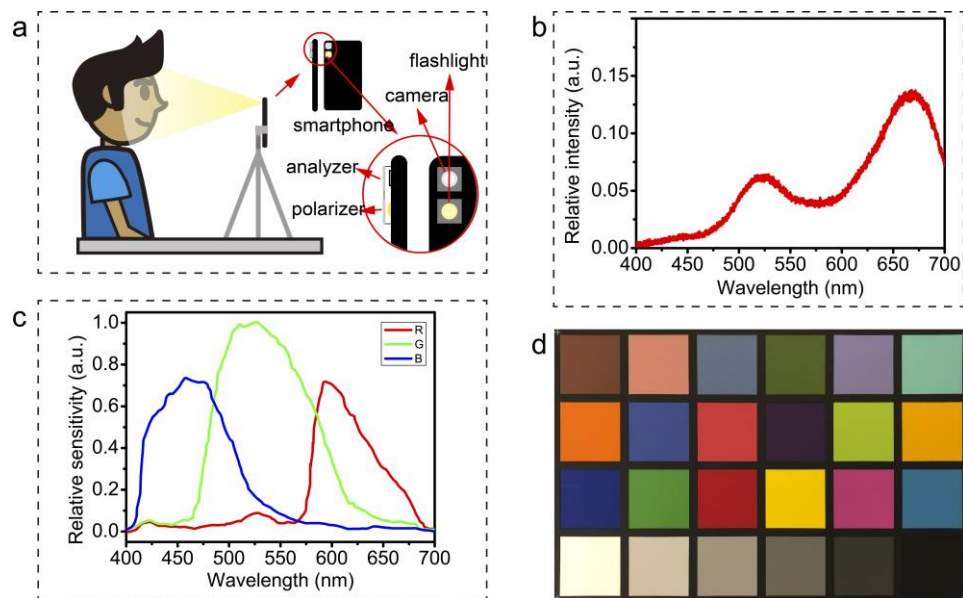 a
flashlight
camera
smartphone
analyzer
polarizer
b
Relative intensity (a.u.)
0.15
0.10
0.05
0.00
400 450 500 550 600 650 700
Wavelength (nm)
c
Relative sensitivity (a.u.)
1.0
0.8
0.6
0.4
0.2
0.0
R
G
B
400 450 500 550 600 650 700
Wavelength (nm)
d